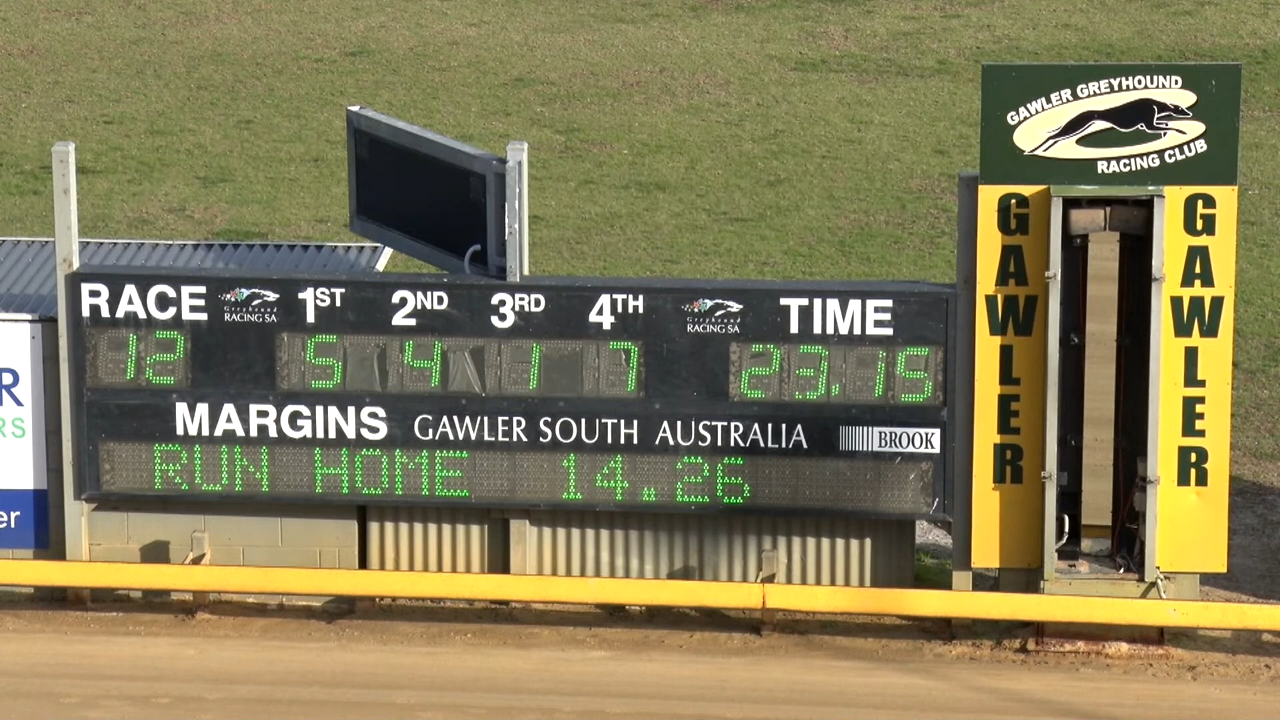 GAWLER GREYHOUND
RACING CLUB
GAWLER
GAWLER
RACE
Greyhound
RACING SA
1ST
2ND
3RD
4TH
Greyhound
RACING SA
TIME
12
5
4
1
7
23.15
MARGINS
GAWLER SOUTH AUSTRALIA
BROOK
RUN HOME 14.26
R
RS
er